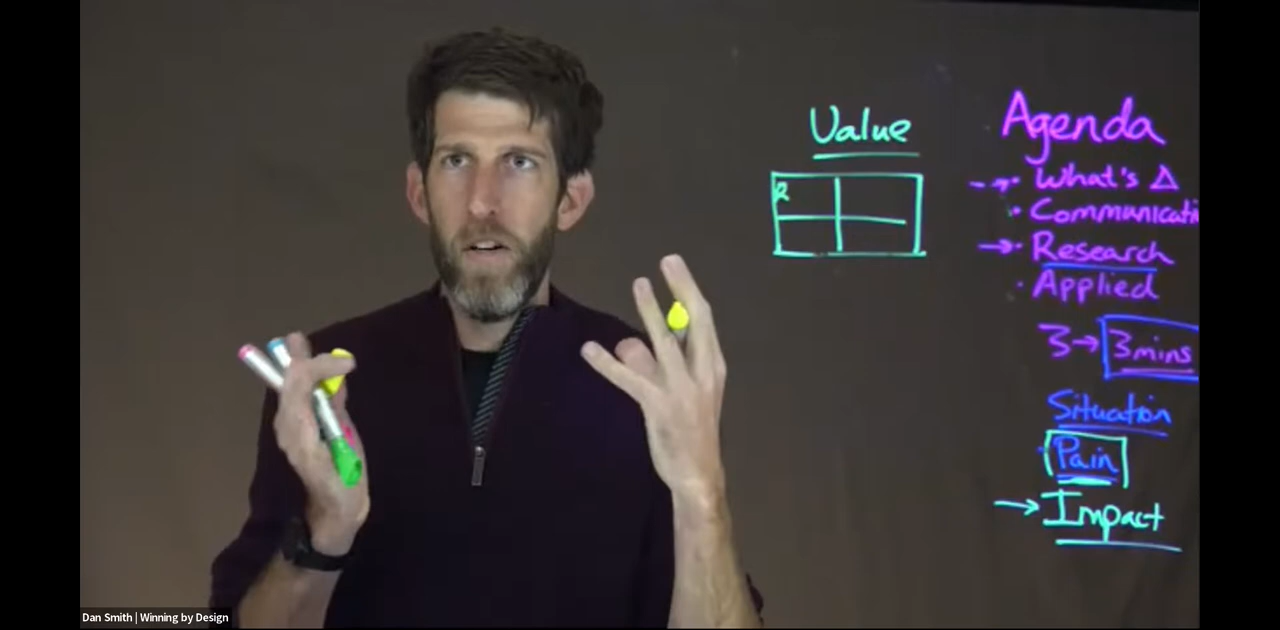 Value
R
Agenda
→· What's Δ
· Communicati
→· Research
· Applied
3→ 3mins
Situation
Pain
→ Impact
Dan Smith | Winning by Design